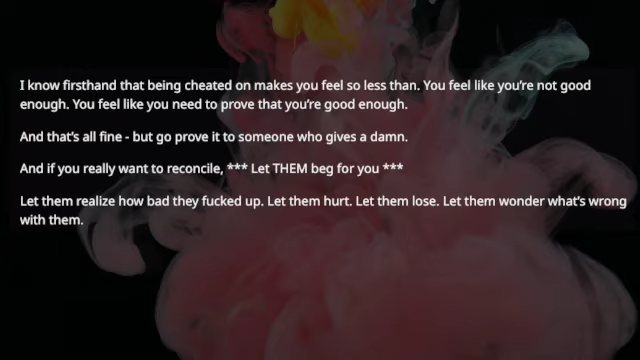 I know firsthand that being cheated on makes you feel so less than. You feel like you're not good
enough. You feel like you need to prove that you're good enough.
And that's all fine - but go prove it to someone who gives a damn.
And if you really want to reconcile, *** Let THEM beg for you ***
Let them realize how bad they fucked up. Let them hurt. Let them lose. Let them wonder what's wrong
with them.